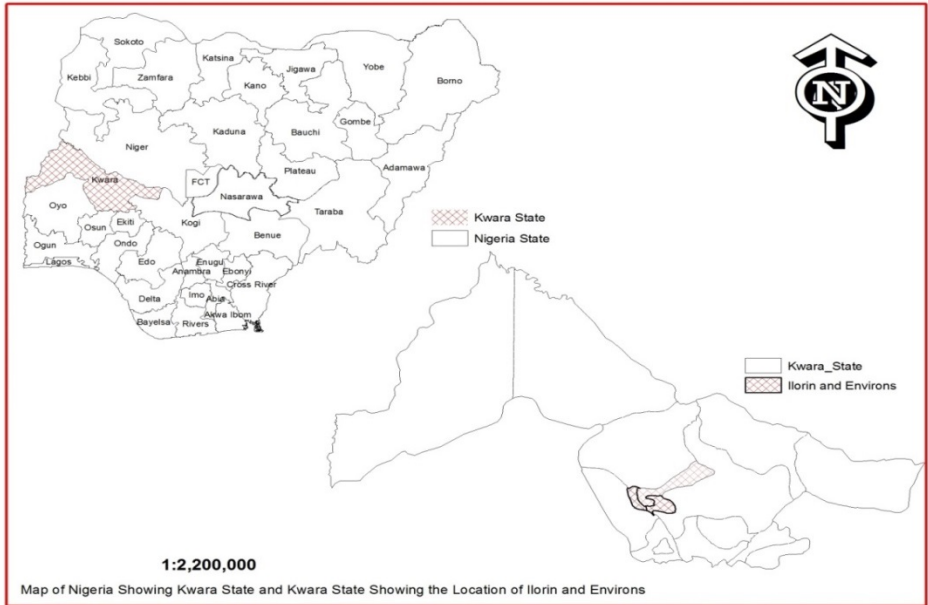 Sokoto
Katsina
Yobe
Jigawa
Kebbi
Zamfara
Kano
Borno
Gombe
Kaduna
Bauchi
Niger
Adamawa
Plateau
Kwara
FCT
Nasarawa
Oyo
Taraba
Ekiti
Kogi
Osun
Benue
Ogun
Ondo
Lagos
Edo
Enugu
Anambra
Ebonyi
Cross River
Delta
Imo
Abia
Akwa Ibom
Bayelsa
Rivers
N
Kwara State
Nigeria State
Kwara_State
Ilorin and Environs
1:2,200,000
Map of Nigeria Showing Kwara State and Kwara State Showing the Location of Ilorin and Environs